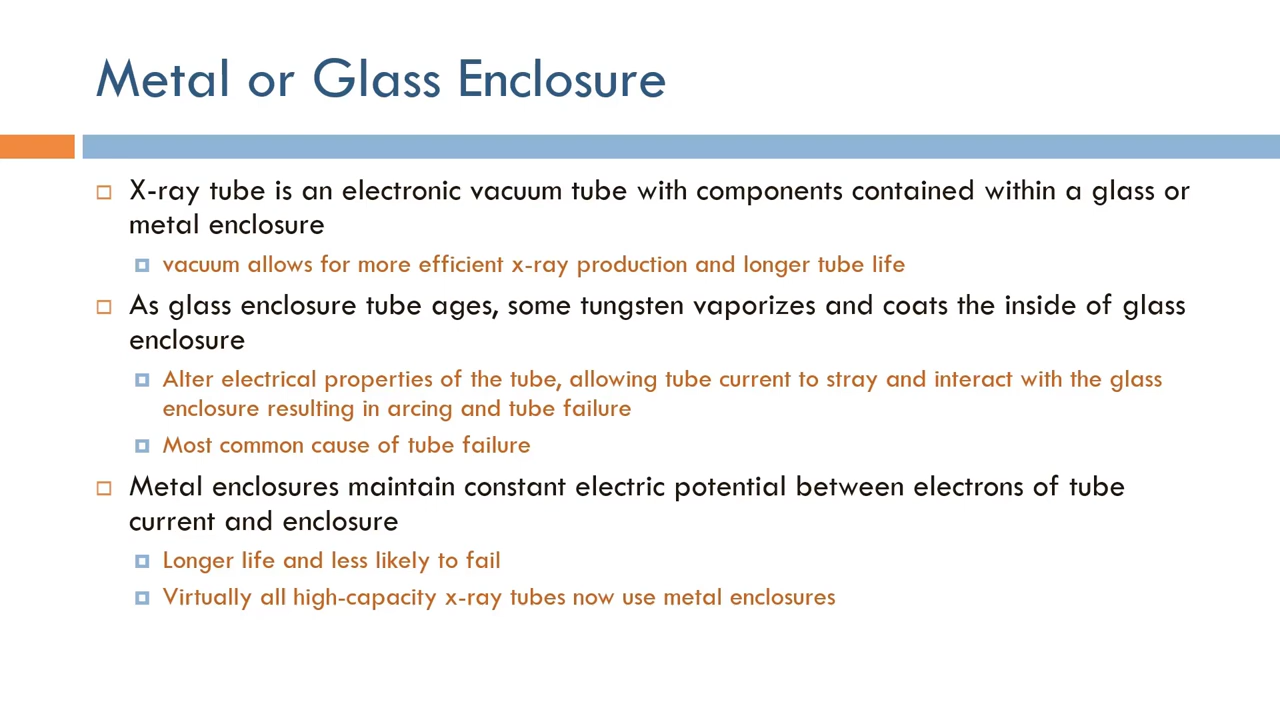 Metal or Glass Enclosure
X-ray tube is an electronic vacuum tube with components contained within a glass or
metal enclosure
vacuum allows for more efficient x-ray production and longer tube life
As glass enclosure tube ages, some tungsten vaporizes and coats the inside of glass
enclosure
Alter electrical properties of the tube, allowing tube current to stray and interact with the glass
enclosure resulting in arcing and tube failure
Most common cause of tube failure
Metal enclosures maintain constant electric potential between electrons of tube
current and enclosure
Longer life and less likely to fail
Virtually all high-capacity x-ray tubes now use metal enclosures